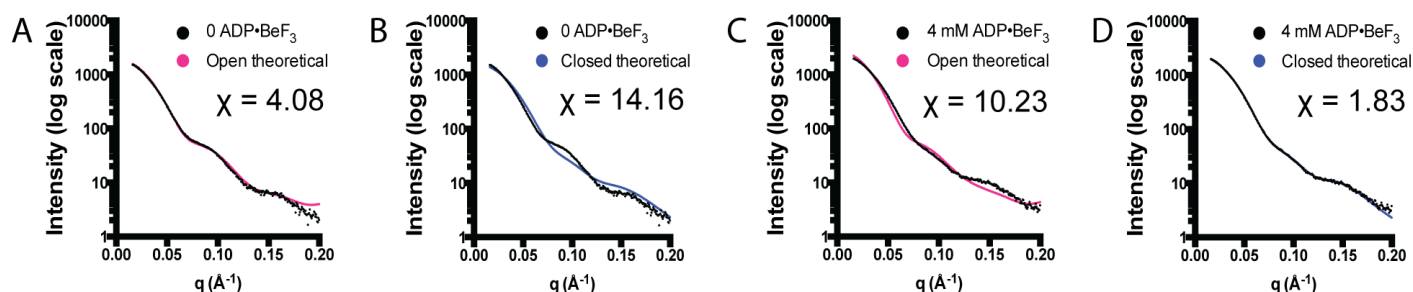 A
Intensity (log scale)
10000
1000
100
10
1
0.00 0.05 0.10 0.15 0.20
q (Å⁻¹)
0 ADP•BeF₃
Open theoretical
χ = 4.08
B
Intensity (log scale)
10000
1000
100
10
1
0.00 0.05 0.10 0.15 0.20
q (Å⁻¹)
0 ADP•BeF₃
Closed theoretical
χ = 14.16
C
Intensity (log scale)
10000
1000
100
10
1
0.00 0.05 0.10 0.15 0.20
q (Å⁻¹)
4 mM ADP•BeF₃
Open theoretical
χ = 10.23
D
Intensity (log scale)
10000
1000
100
10
1
0.00 0.05 0.10 0.15 0.20
q (Å⁻¹)
4 mM ADP•BeF₃
Closed theoretical
χ = 1.83